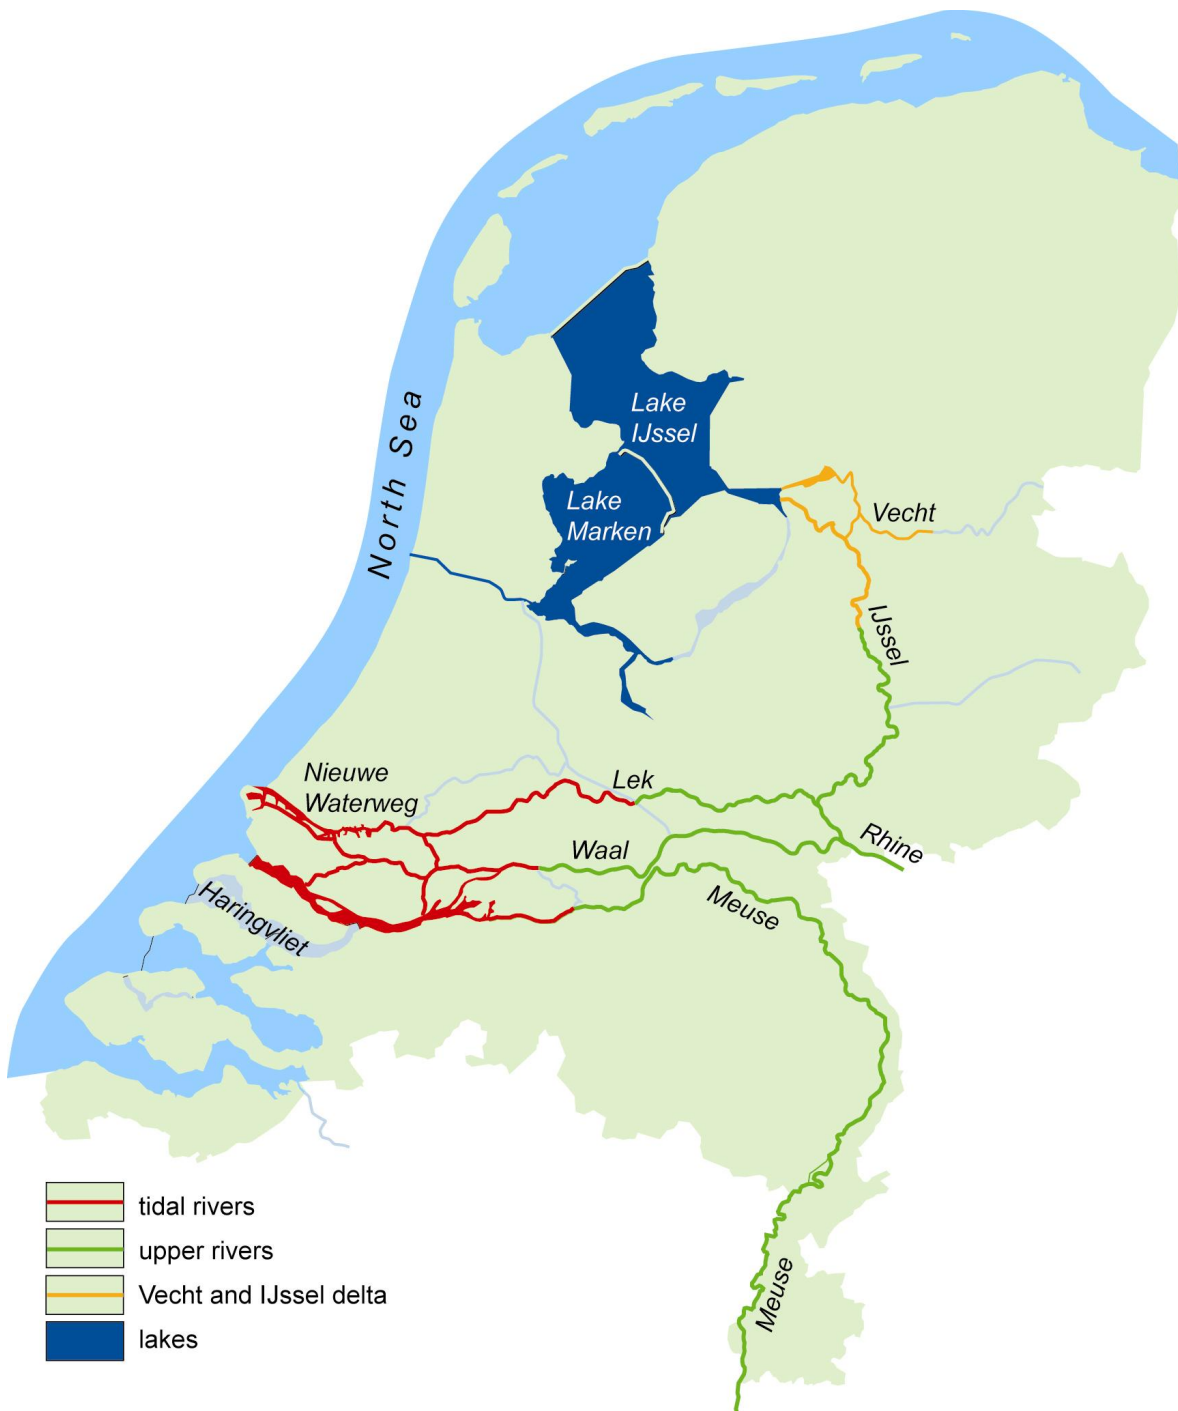 Lake
IJssel
Lake
Marken
North Sea
Vecht
IJssel
Nieuwe
Waterweg
Lek
Rhine
Waal
Meuse
Haringvliet
Meuse
tidal rivers
upper rivers
Vecht and IJssel delta
lakes